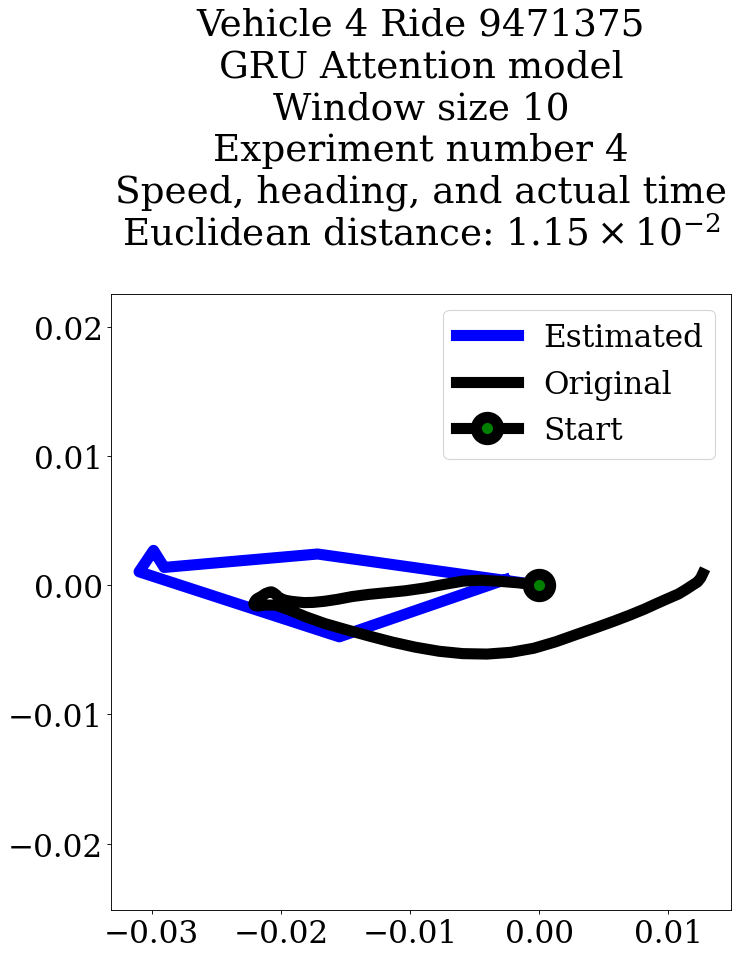 Vehicle 4 Ride 9471375
GRU Attention model
Window size 10
Experiment number 4
Speed, heading, and actual time
Euclidean distance: 1.15 × 10⁻²
Estimated
Original
Start
0.02
0.01
0.00
−0.01
−0.02
−0.03 −0.02 −0.01 0.00 0.01